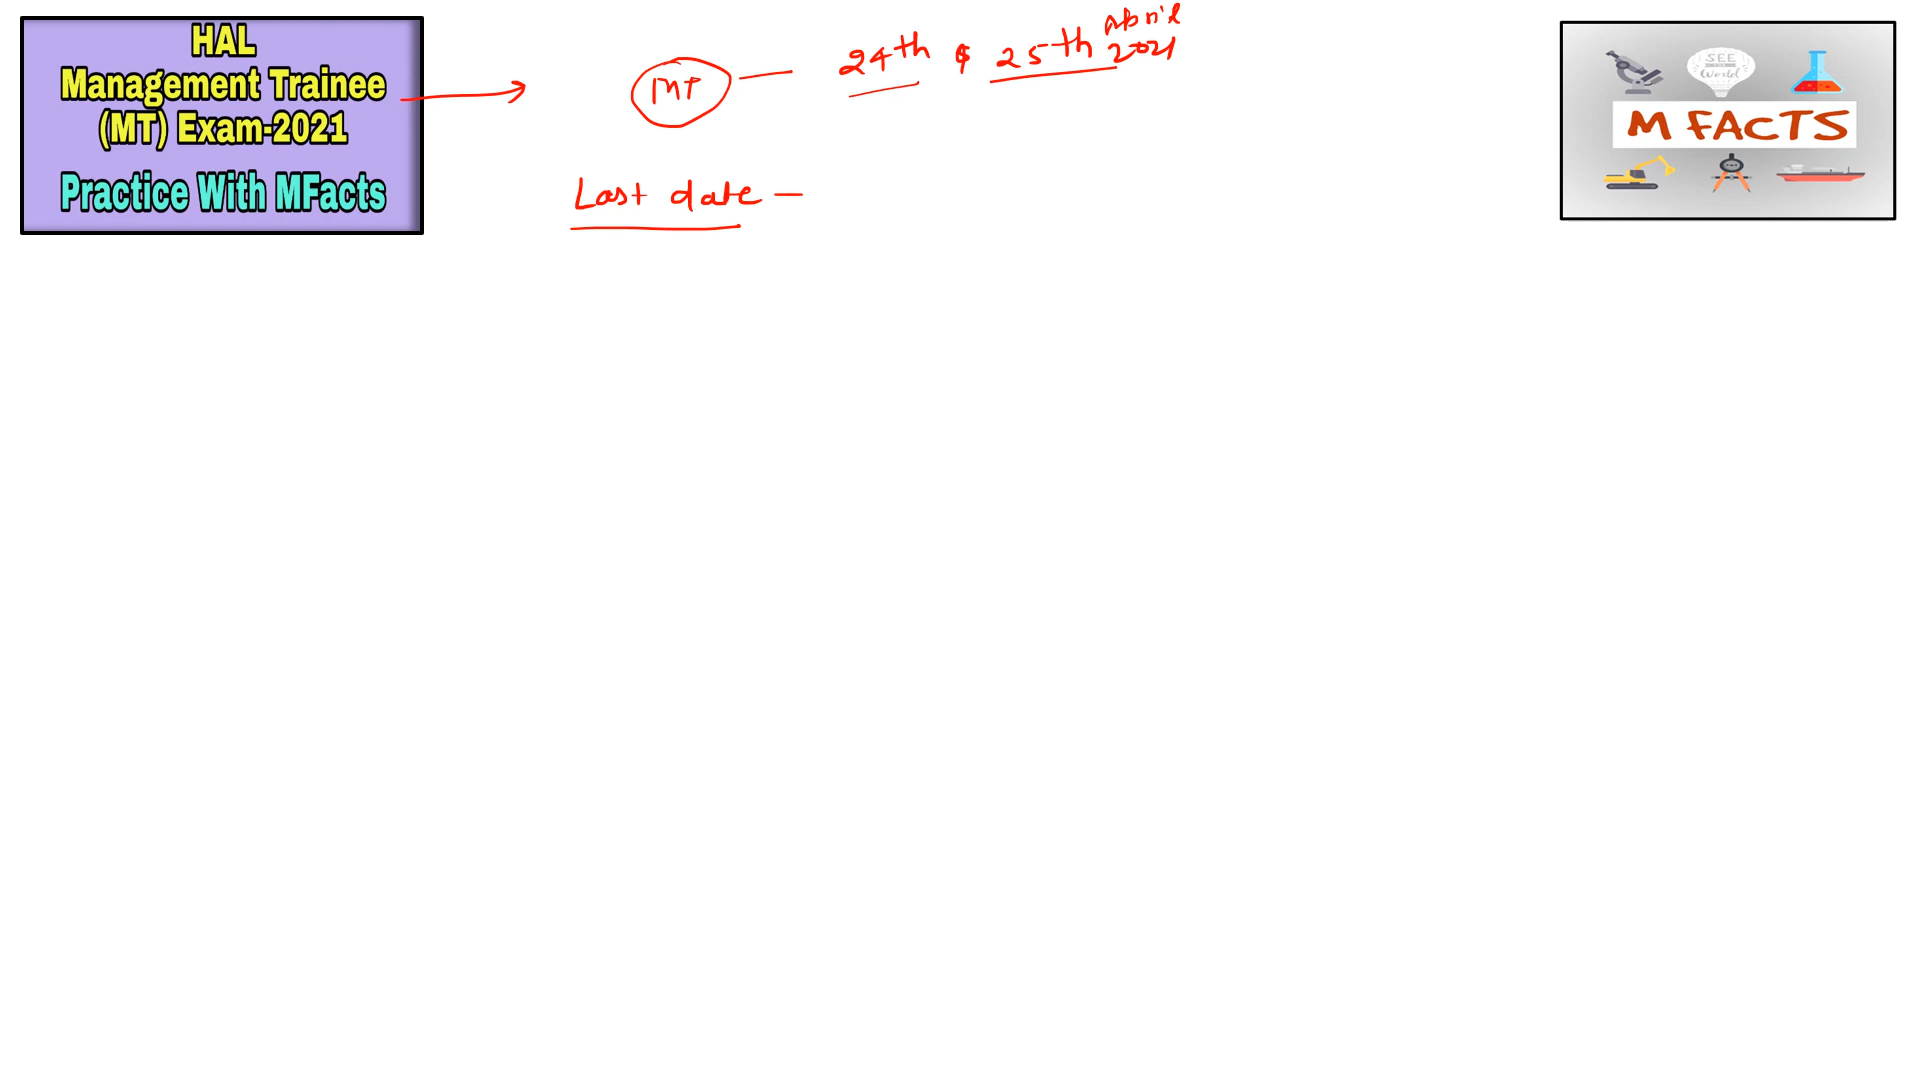 HAL
Management Trainee
(MT) Exam-2021
Practice With MFacts
MT — 24th & 25th April 2021
Last date —
SEE
THE
World
M FACTS